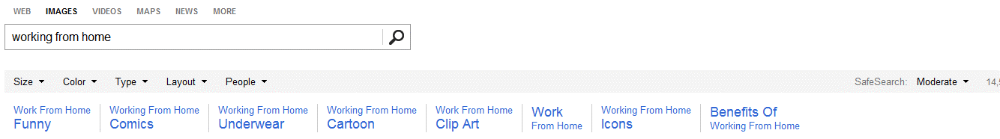 WEB IMAGES VIDEOS MAPS NEWS MORE
working from home
Size Color Type Layout People SafeSearch: Moderate 14,
Work From Home
Funny
Working From Home
Comics
Working From Home
Underwear
Working From Home
Cartoon
Work From Home
Clip Art
Work
From Home
Working From Home
Icons
Benefits Of
Working From Home